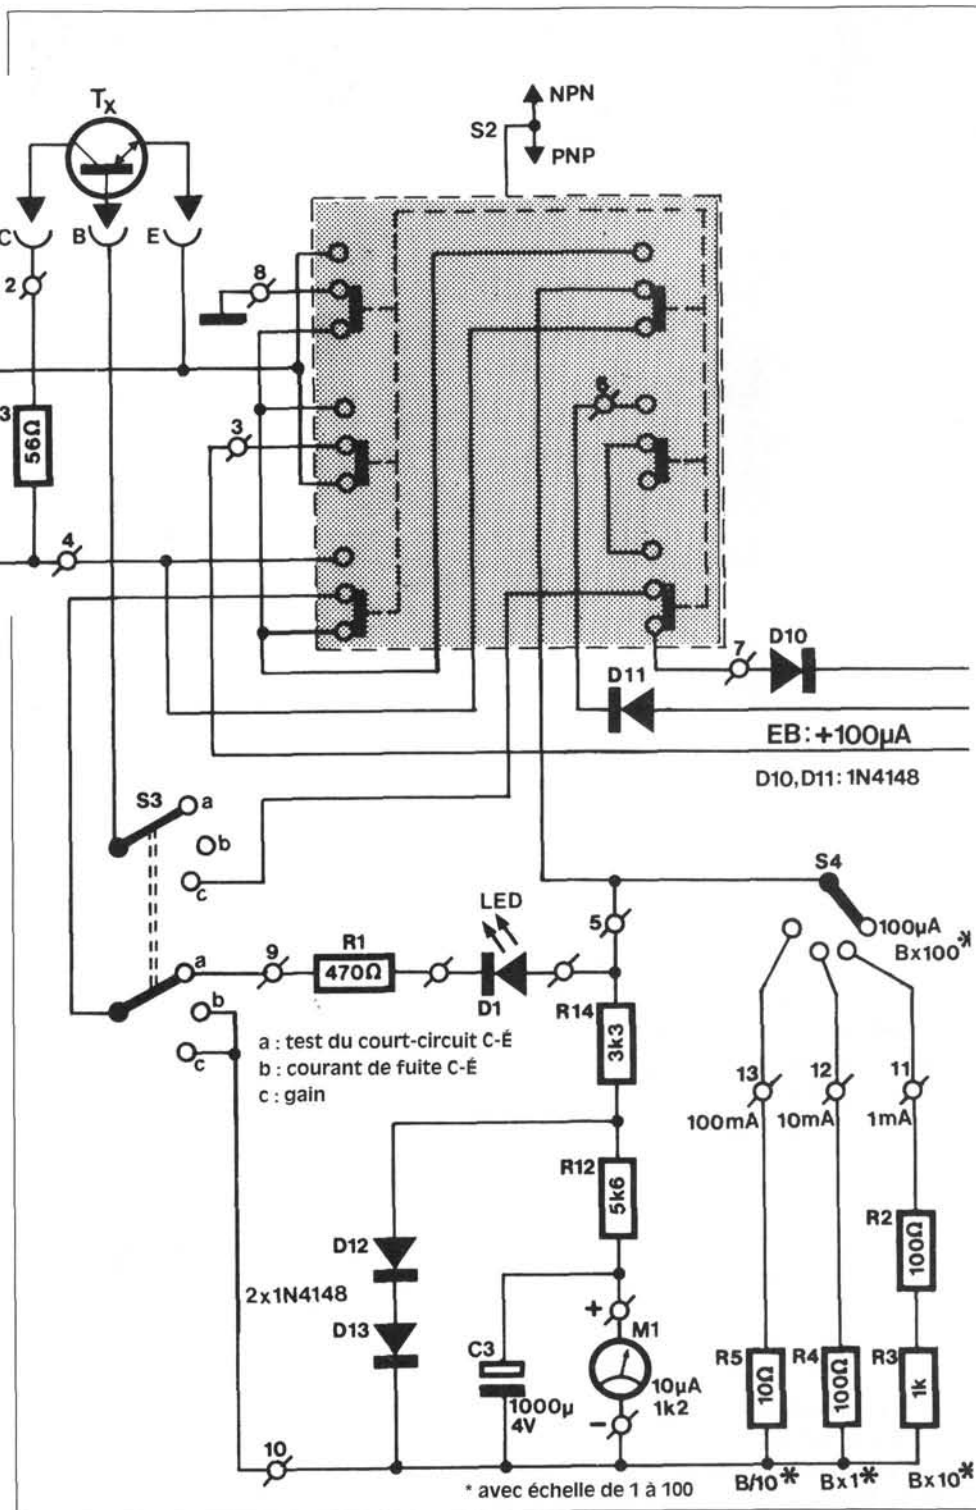 Tx
NPN
S2
PNP
C
B
E
2
8
3
56Ω
3
6
4
7
D10
D11
EB:+100µA
D10,D11:1N4148
S3
a
b
c
S4
LED
5
100µA
Bx100*
9
R1
470Ω
a
D1
R14
3k3
b
c
a : test du court-circuit C-É
b : courant de fuite C-É
c : gain
13
12
11
100mA
10mA
1mA
R12
5k6
R2
100Ω
D12
2x1N4148
D13
+
M1
C3
1000µ
4V
10µA
1k2
−
R5
10Ω
R4
100Ω
R3
1k
10
B/10*
Bx1*
Bx10*
* avec échelle de 1 à 100